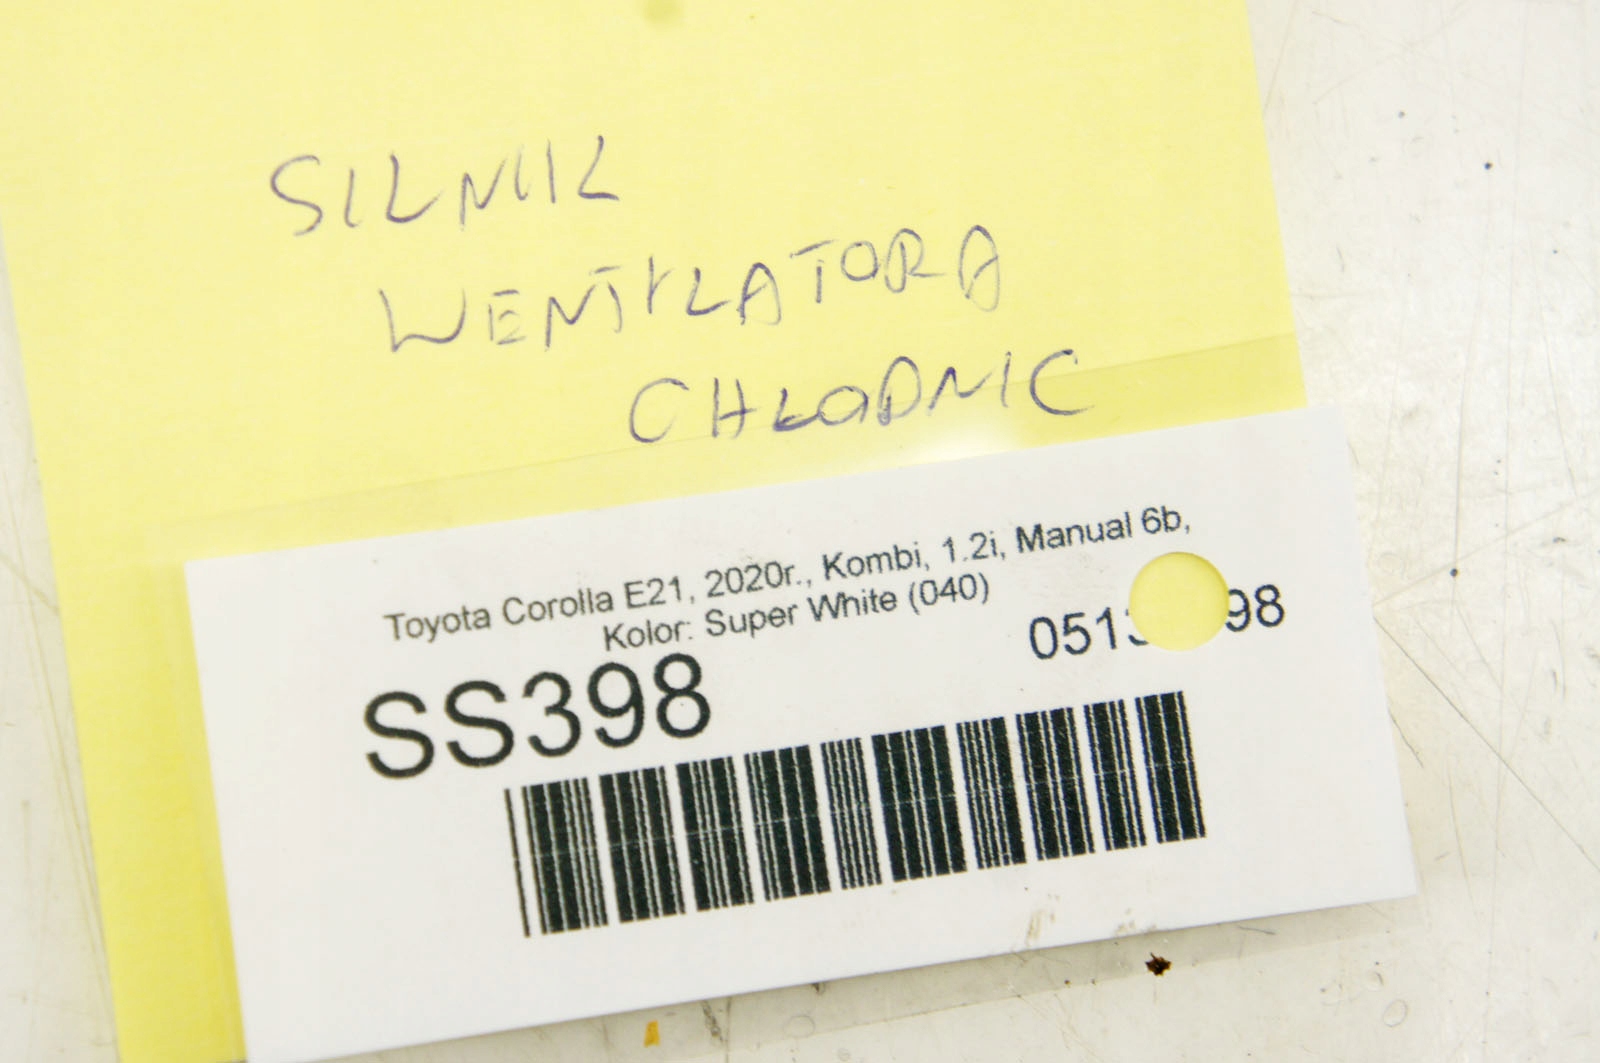 SILNIK
WENTYLATORA
CHŁODNIC
Toyota Corolla E21, 2020r., Kombi, 1.2i, Manual 6b,
Kolor: Super White (040)
SS398